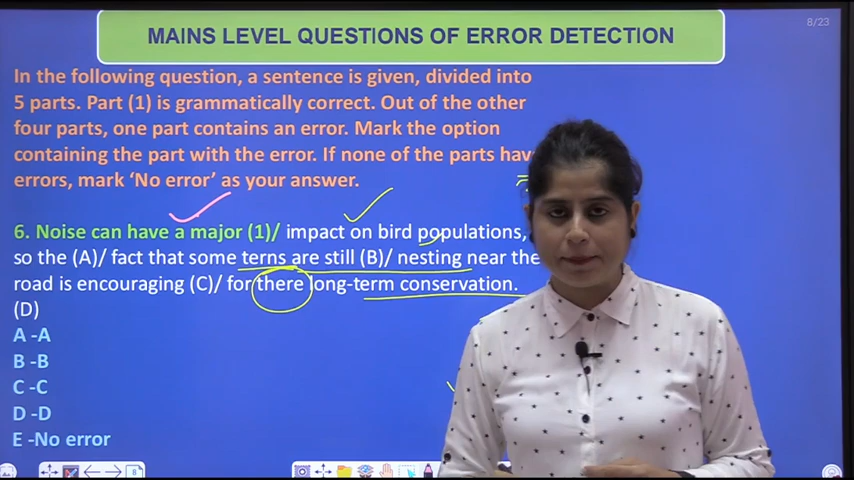 8/23
MAINS LEVEL QUESTIONS OF ERROR DETECTION
In the following question, a sentence is given, divided into
5 parts. Part (1) is grammatically correct. Out of the other
four parts, one part contains an error. Mark the option
containing the part with the error. If none of the parts hav
errors, mark ‘No error’ as your answer.
6. Noise can have a major (1)/ impact on bird populations,
so the (A)/ fact that some terns are still (B)/ nesting near the
road is encouraging (C)/ for there long-term conservation.
(D)
A -A
B -B
C -C
D -D
E -No error
8